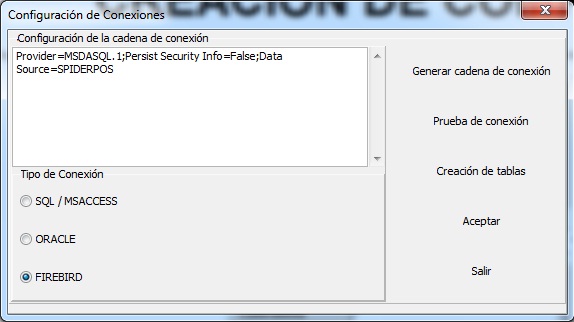 CREACIÓN DE CO
Configuración de Conexiones
Configuración de la cadena de conexión
Provider=MSDASQL.1;Persist Security Info=False;Data
Source=SPIDERPOS
Generar cadena de conexión
Prueba de conexión
Creación de tablas
Aceptar
Salir
Tipo de Conexión
SQL / MSACCESS
ORACLE
FIREBIRD